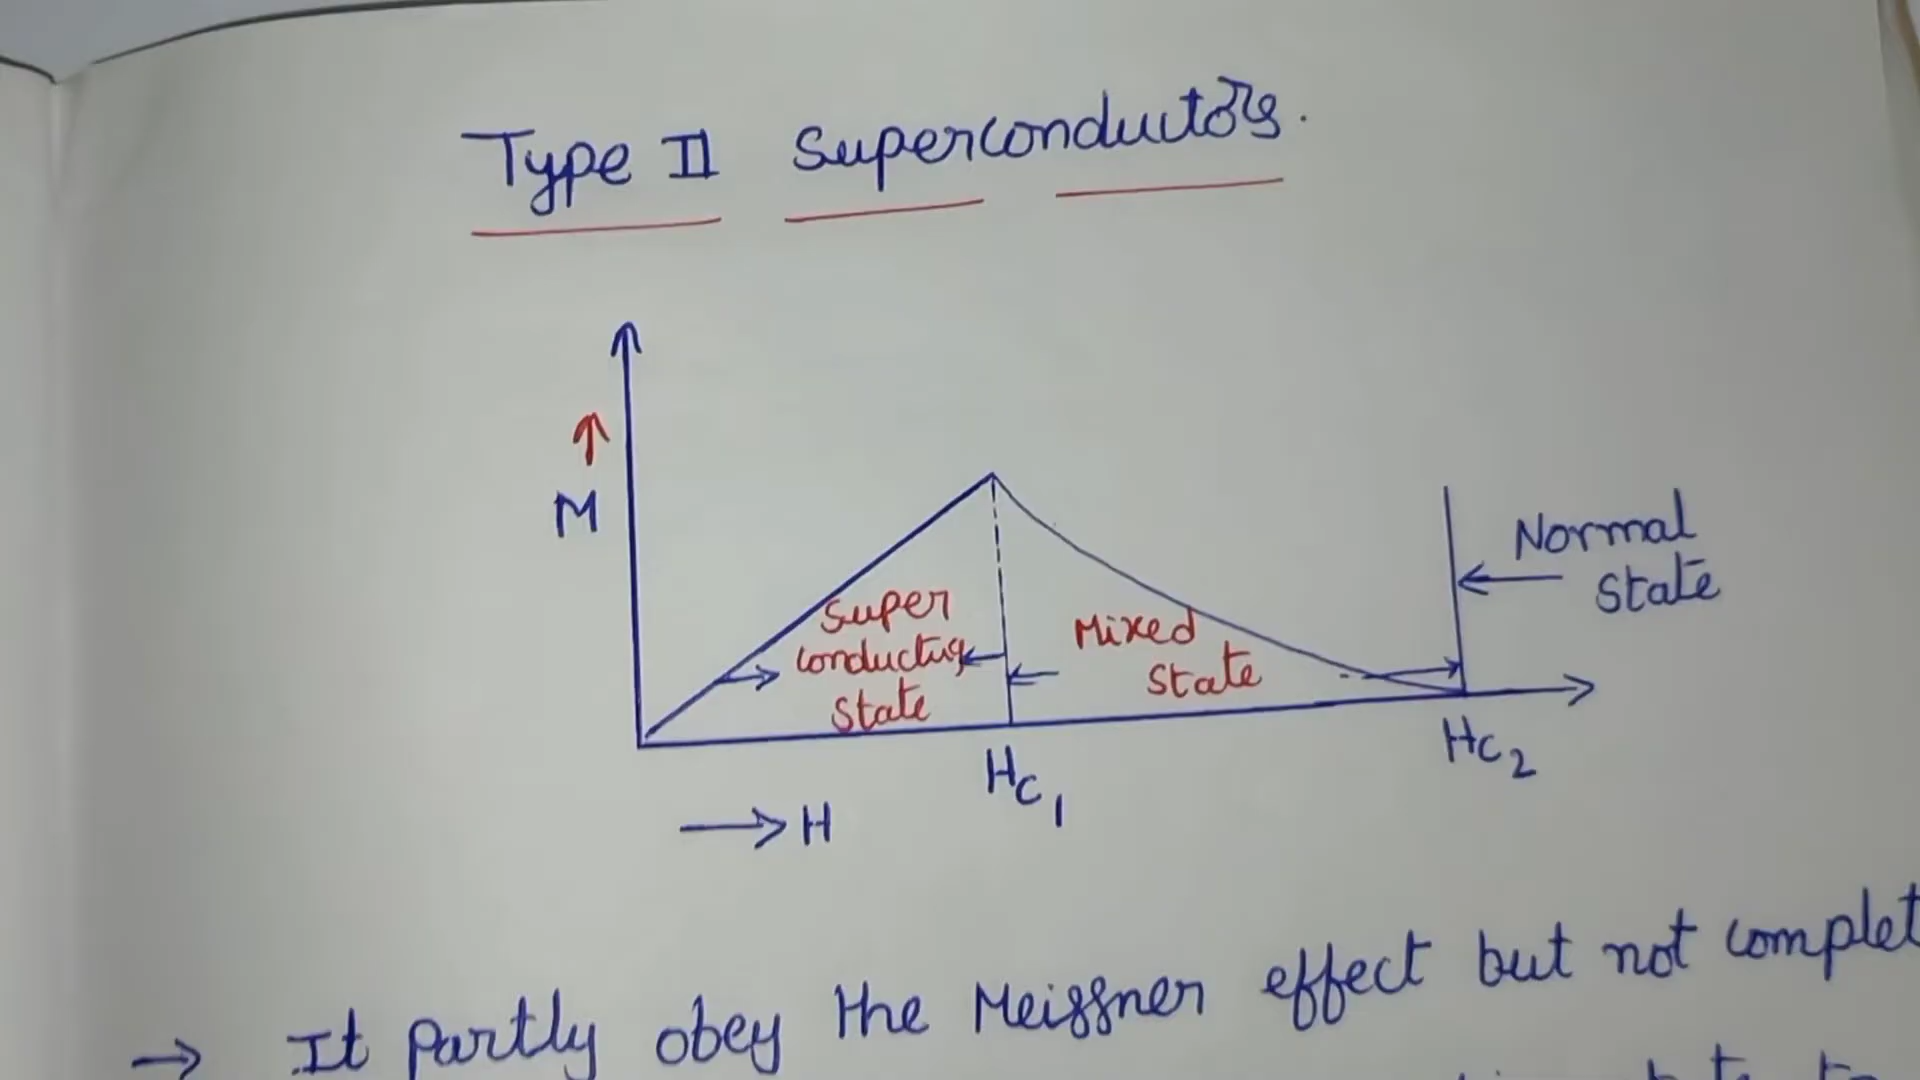 Type II Superconductors.
↑
M
Normal
State
Super
conducting
State
Mixed
State
Hc1
Hc2
→ H
→ It Partly obey the Meissner effect but not complet